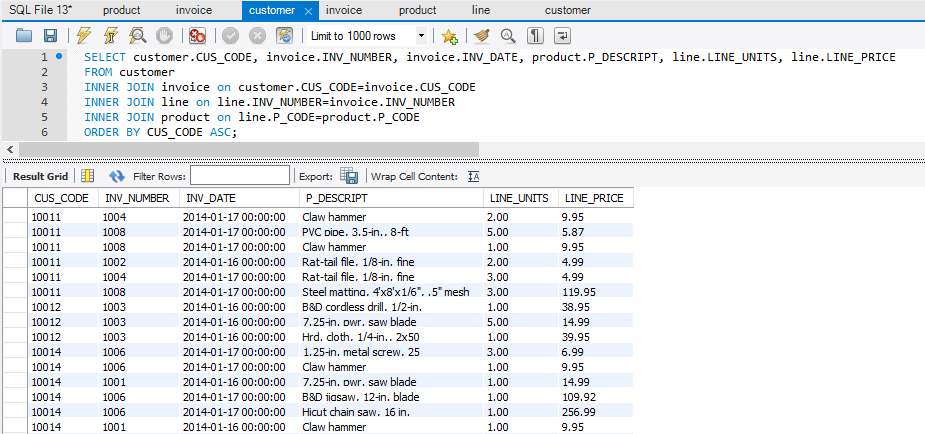 SQL File 13* product invoice customer × invoice product line customer
Limit to 1000 rows
1 SELECT customer.CUS_CODE, invoice.INV_NUMBER, invoice.INV_DATE, product.P_DESCRIPT, line.LINE_UNITS, line.LINE_PRICE
2 FROM customer
3 INNER JOIN invoice on customer.CUS_CODE=invoice.CUS_CODE
4 INNER JOIN line on line.INV_NUMBER=invoice.INV_NUMBER
5 INNER JOIN product on line.P_CODE=product.P_CODE
6 ORDER BY CUS_CODE ASC;
Result Grid Filter Rows: Export: Wrap Cell Content:
CUS_CODE INV_NUMBER INV_DATE P_DESCRIPT LINE_UNITS LINE_PRICE
10011 1004 2014-01-17 00:00:00 Claw hammer 2.00 9.95
10011 1008 2014-01-17 00:00:00 PVC pipe, 3.5-in., 8-ft 5.00 5.87
10011 1008 2014-01-17 00:00:00 Claw hammer 1.00 9.95
10011 1002 2014-01-16 00:00:00 Rat-tail file, 1/8-in. fine 2.00 4.99
10011 1004 2014-01-17 00:00:00 Rat-tail file, 1/8-in. fine 3.00 4.99
10011 1008 2014-01-17 00:00:00 Steel matting, 4'x8'x1/6", .5" mesh 3.00 119.95
10012 1003 2014-01-16 00:00:00 B&D cordless drill, 1/2-in. 1.00 38.95
10012 1003 2014-01-16 00:00:00 7.25-in. pwr. saw blade 5.00 14.99
10012 1003 2014-01-16 00:00:00 Hrd. cloth, 1/4-in., 2x50 1.00 39.95
10014 1006 2014-01-17 00:00:00 1.25-in. metal screw, 25 3.00 6.99
10014 1006 2014-01-17 00:00:00 Claw hammer 1.00 9.95
10014 1001 2014-01-16 00:00:00 7.25-in. pwr. saw blade 1.00 14.99
10014 1006 2014-01-17 00:00:00 B&D jigsaw, 12-in. blade 1.00 109.92
10014 1006 2014-01-17 00:00:00 Hicut chain saw, 16 in. 1.00 256.99
10014 1001 2014-01-16 00:00:00 Claw hammer 1.00 9.95